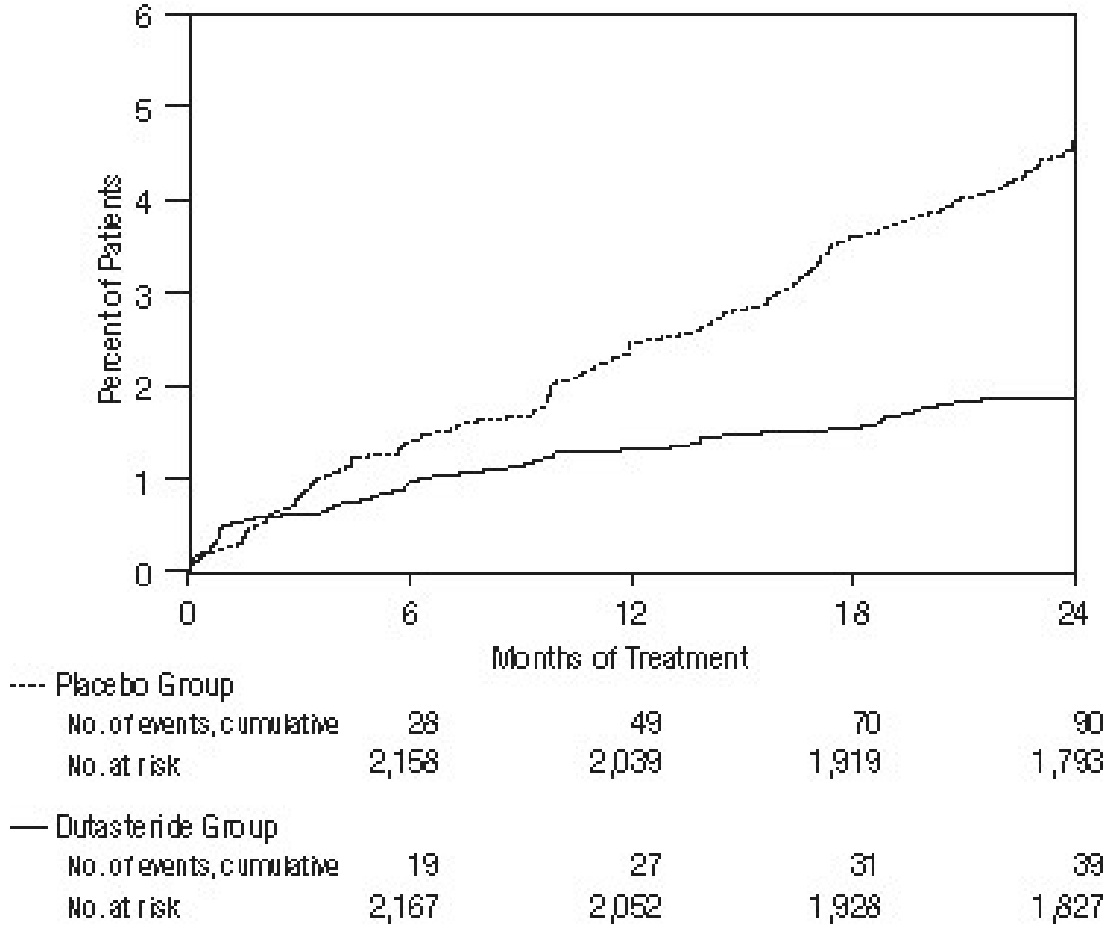 6
5
4
3
2
1
0
Percent of Patients
0 6 12 18 24
Months of Treatment
---- Placebo Group
No. of events, cumulative 28 49 70 90
No. at risk 2,158 2,039 1,919 1,793
— Dutasteride Group
No. of events, cumulative 19 27 31 39
No. at risk 2,167 2,052 1,928 1,827